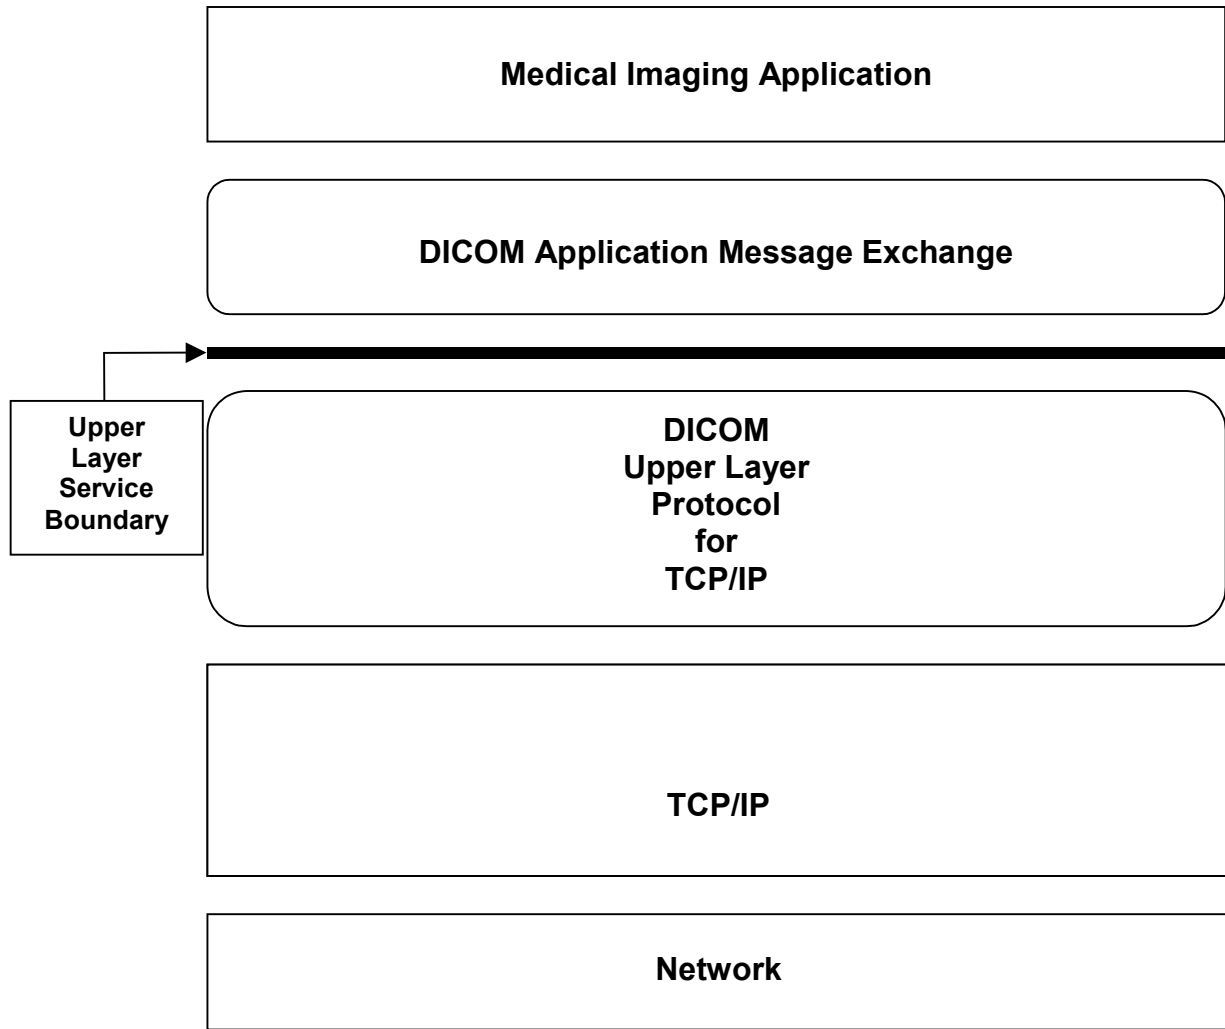 Medical Imaging Application
DICOM Application Message Exchange
Upper
Layer
Service
Boundary
DICOM
Upper Layer
Protocol
for
TCP/IP
TCP/IP
Network